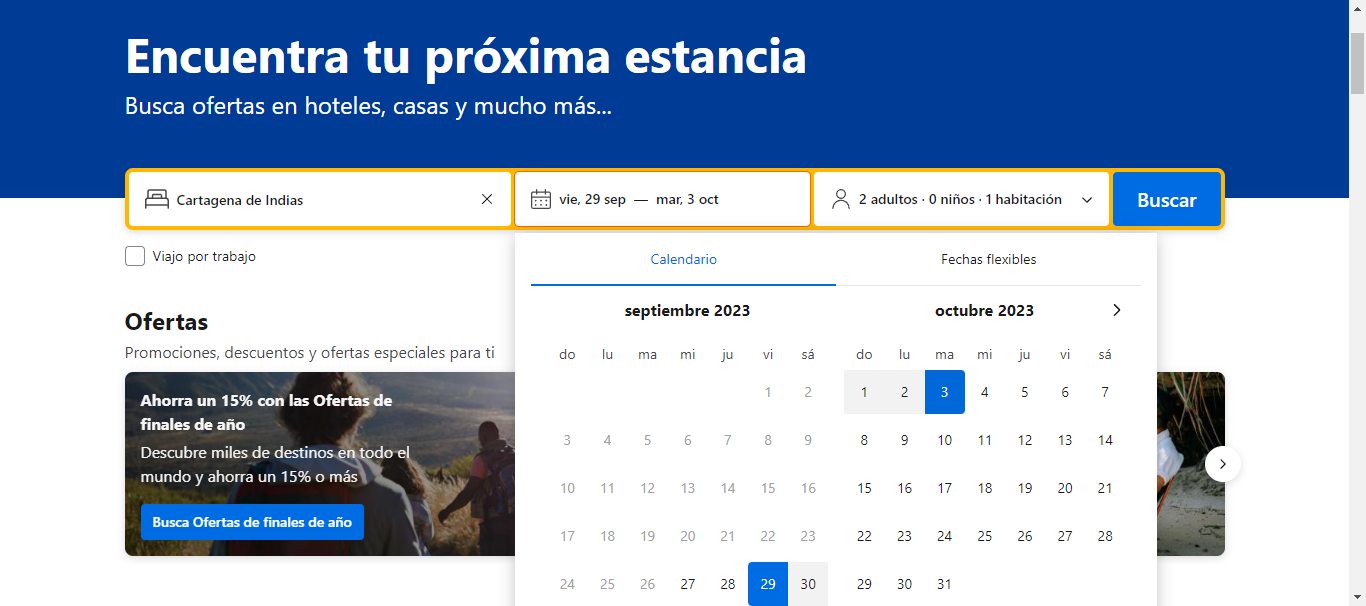 Encuentra tu próxima estancia
Busca ofertas en hoteles, casas y mucho más...
Cartagena de Indias
vie, 29 sep — mar, 3 oct
2 adultos · 0 niños · 1 habitación
Buscar
Viajo por trabajo
Calendario
Fechas flexibles
septiembre 2023
do lu ma mi ju vi sá
1 2
3 4 5 6 7 8 9
10 11 12 13 14 15 16
17 18 19 20 21 22 23
24 25 26 27 28 29 30
octubre 2023
do lu ma mi ju vi sá
1 2 3 4 5 6 7
8 9 10 11 12 13 14
15 16 17 18 19 20 21
22 23 24 25 26 27 28
29 30 31
Ofertas
Promociones, descuentos y ofertas especiales para ti
Ahorra un 15% con las Ofertas de
finales de año
Descubre miles de destinos en todo el
mundo y ahorra un 15% o más
Busca Ofertas de finales de año